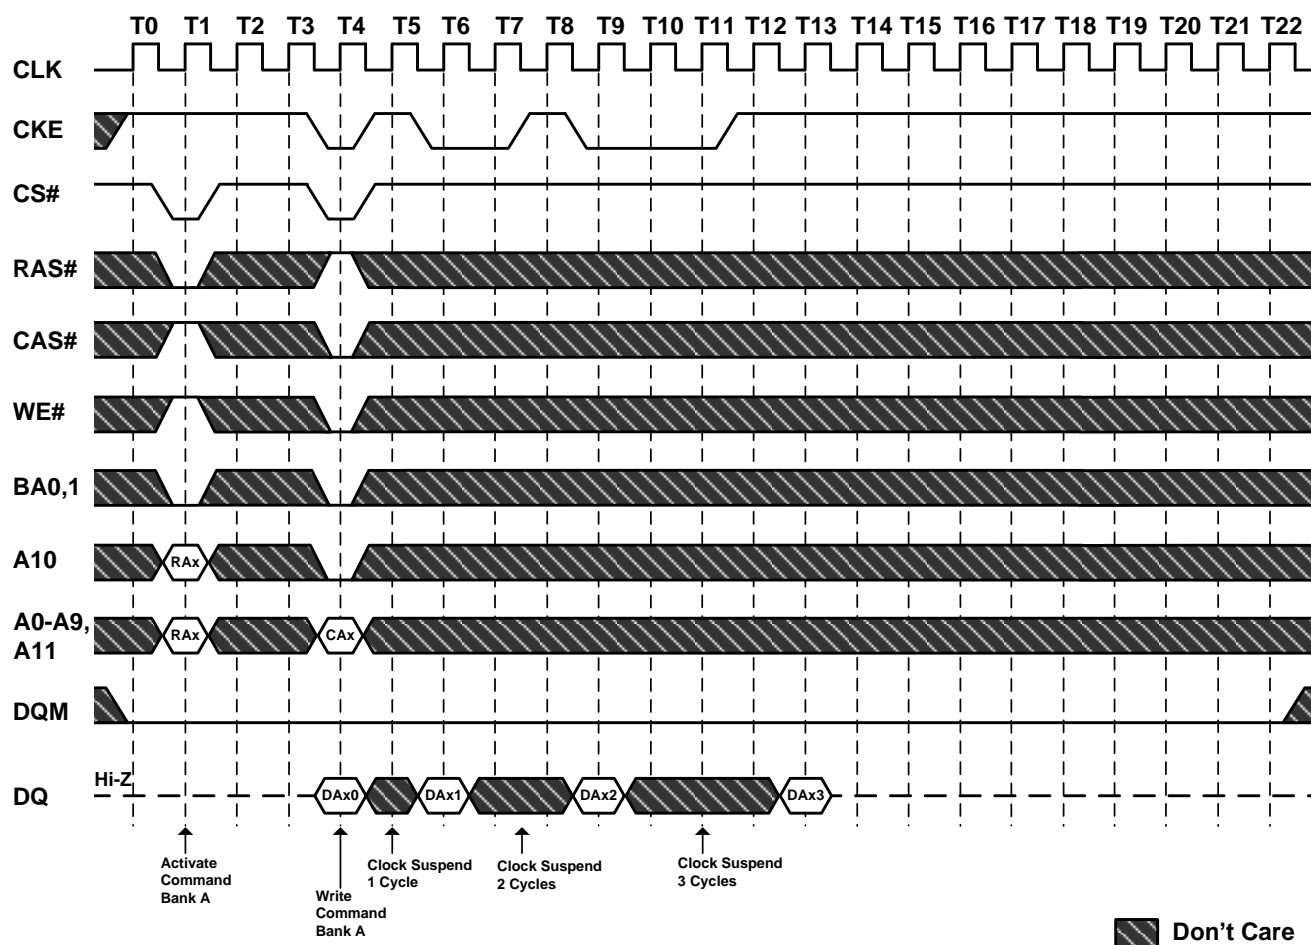 T0 T1 T2 T3 T4 T5 T6 T7 T8 T9 T10 T11 T12 T13 T14 T15 T16 T17 T18 T19 T20 T21 T22
CLK
CKE
CS#
RAS#
CAS#
WE#
BA0,1
A10
RAx
A0-A9,
A11
RAx CAx
DQM
Hi-Z
DQ
DAx0 DAx1 DAx2 DAx3
Activate
Command
Bank A
Write
Command
Bank A
Clock Suspend
1 Cycle
Clock Suspend
2 Cycles
Clock Suspend
3 Cycles
Don't Care